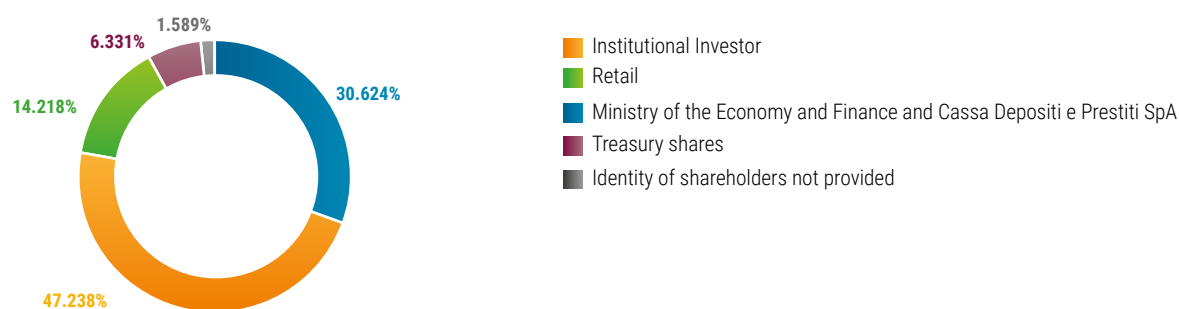 1.589%
6.331%
30.624%
14.218%
47.238%
Institutional Investor
Retail
Ministry of the Economy and Finance and Cassa Depositi e Prestiti SpA
Treasury shares
Identity of shareholders not provided